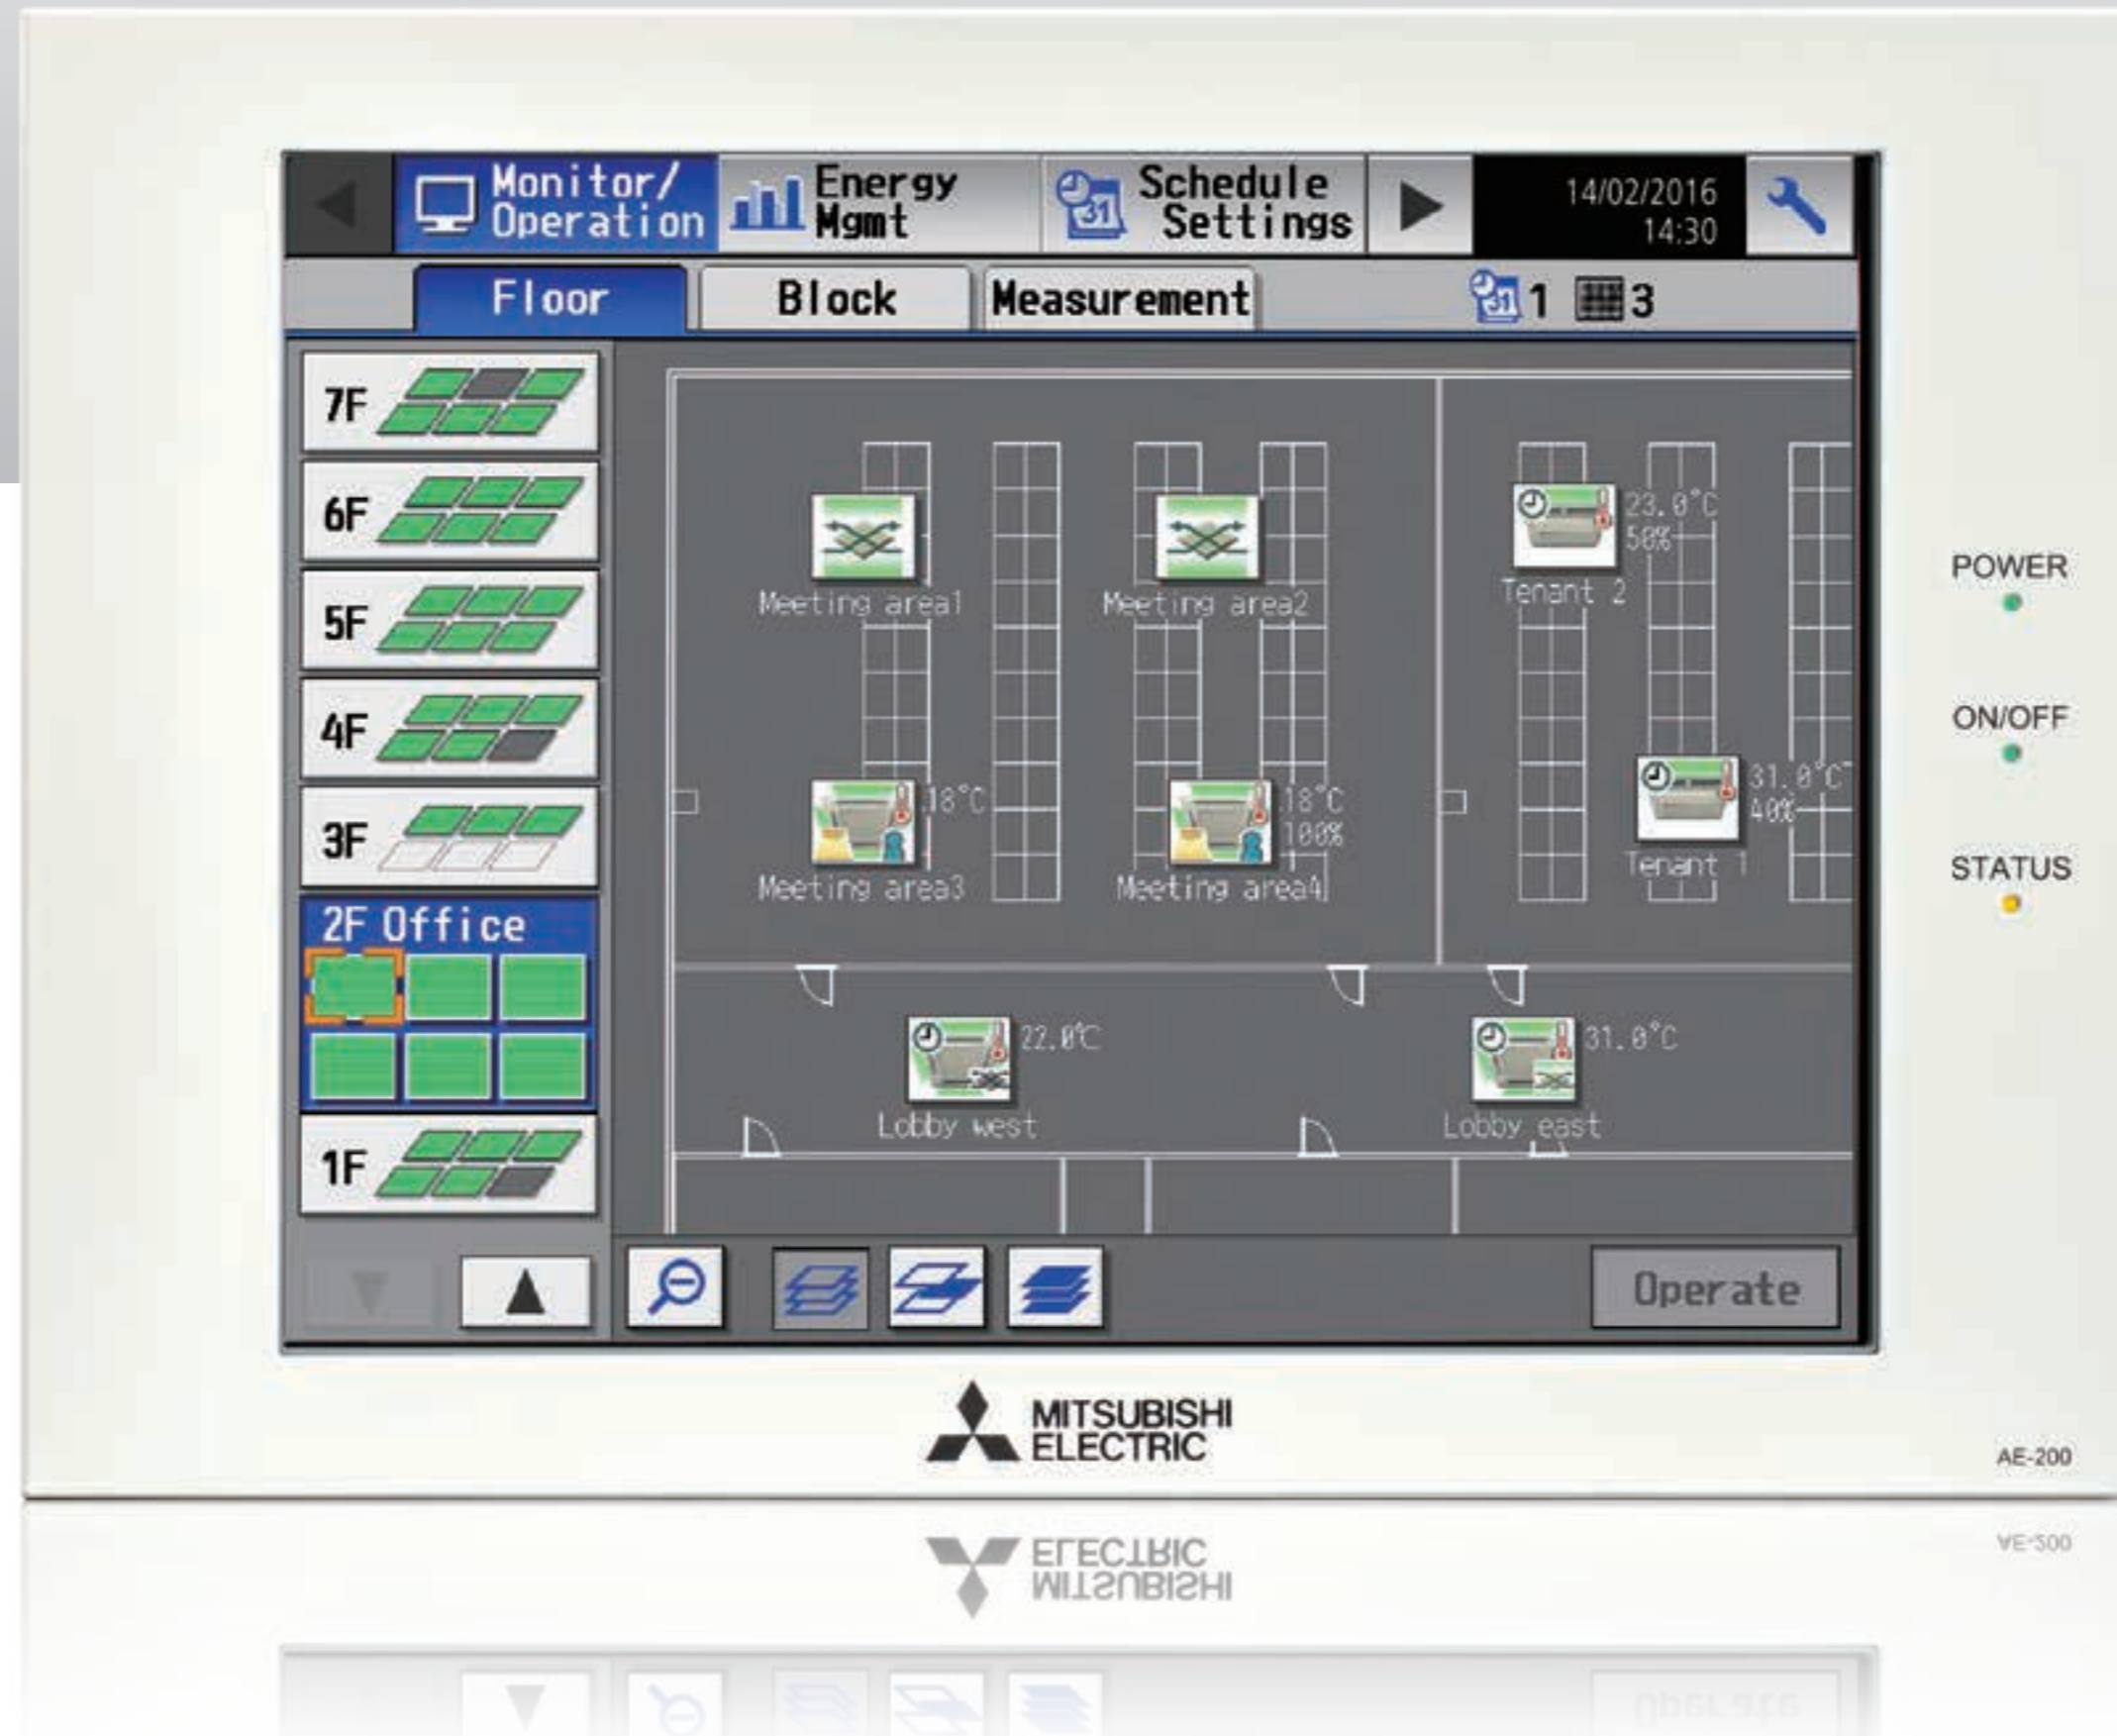 Monitor/
Operation
Energy
Mgmt
Schedule
Settings
14/02/2016
14:30
31
Floor
Block
Measurement
31 1
3
7F
6F
5F
4F
3F
2F Office
1F
Meeting area1
Meeting area2
23.0°C
50%
Tenant 2
18°C
Meeting area3
18°C
100%
Meeting area4
31.0°C
40%
Tenant 1
22.0℃
Lobby west
31.0°C
Lobby east
Operate
POWER
ON/OFF
STATUS
MITSUBISHI
ELECTRIC
AE-200